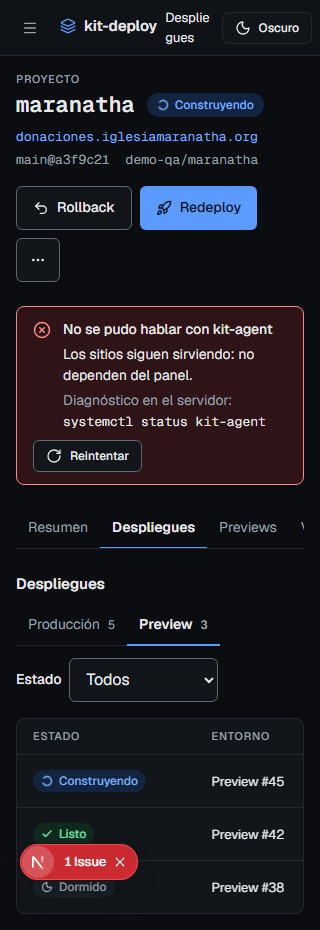 kit-deploy
Desplie
gues
Oscuro
PROYECTO
maranatha
Construyendo
donaciones.iglesiamaranatha.org
main@a3f9c21 demo-qa/maranatha
Rollback
Redeploy
...
No se pudo hablar con kit-agent
Los sitios siguen sirviendo: no
dependen del panel.
Diagnóstico en el servidor:
systemctl status kit-agent
Reintentar
Resumen Despliegues Previews
Despliegues
Producción 5 Preview 3
Estado Todos
ESTADO ENTORNO
Construyendo Preview #45
Listo Preview #42
N 1 Issue
Dormido Preview #38